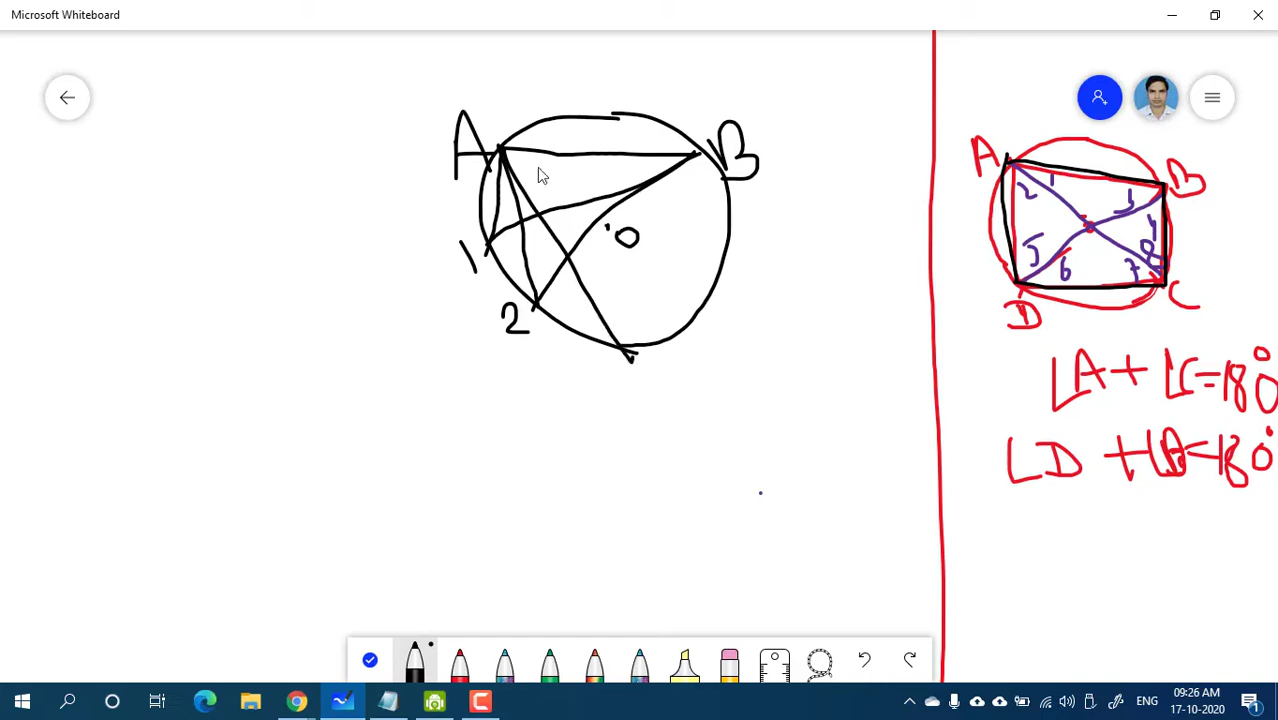 Microsoft Whiteboard
A
B
O
1
2
A
B
2
1
3
4
5
6
7
8
D
C
∠A + ∠C = 180°
∠D + ∠B = 180°
ENG
09:26 AM
17-10-2020
1